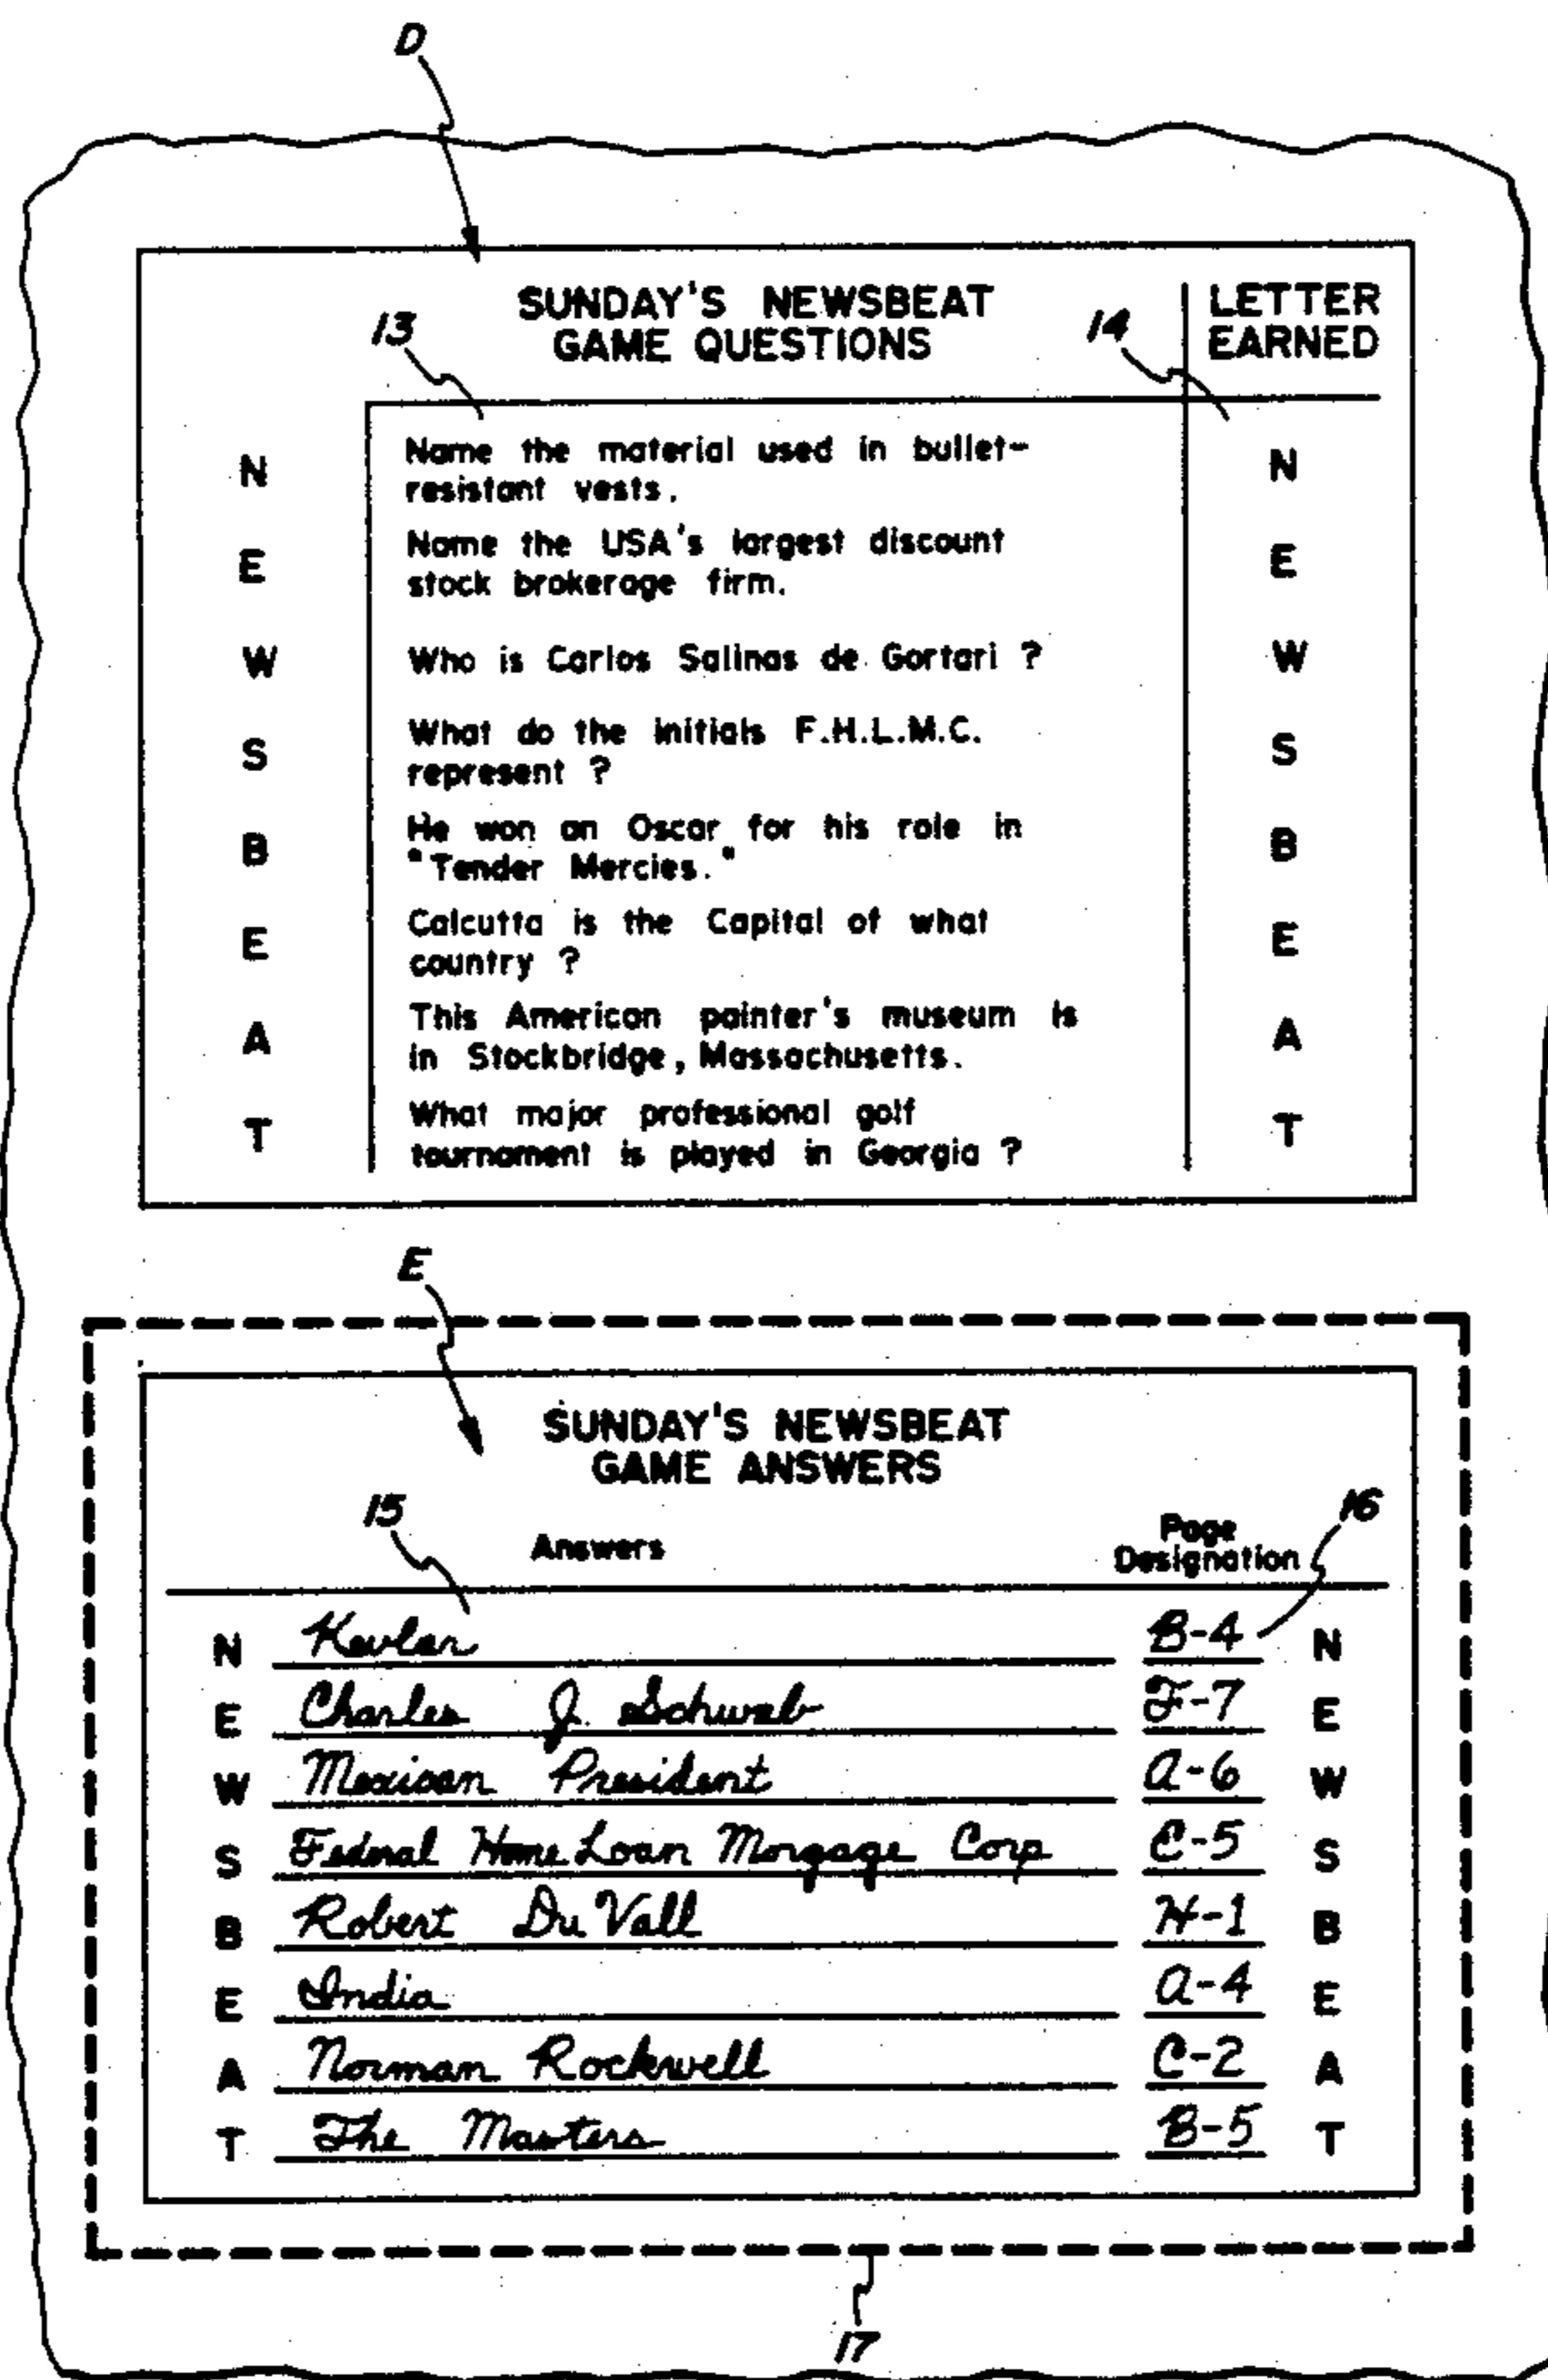 D
SUNDAY'S NEWSBEAT
GAME QUESTIONS
LETTER
EARNED
13
14
N Name the material used in bullet-
resistant vests. N
E Name the USA's largest discount
stock brokerage firm. E
W Who is Carlos Salinas de Gortari ? W
S What do the initials F.H.L.M.C.
represent ? S
B He won an Oscar for his role in
"Tender Mercies." B
E Calcutta is the Capital of what
country ? E
A This American painter's museum is
in Stockbridge, Massachusetts. A
T What major professional golf
tournament is played in Georgia ? T
E
SUNDAY'S NEWSBEAT
GAME ANSWERS
15
16
Answers Page
Designation
N Kevlar B-4 N
E Charles J. Schwab F-7 E
W Mexican President A-6 W
S Federal Home Loan Morgage Corp C-5 S
B Robert Du Vall H-1 B
E India A-4 E
A Norman Rockwell C-2 A
T The Masters B-5 T
17